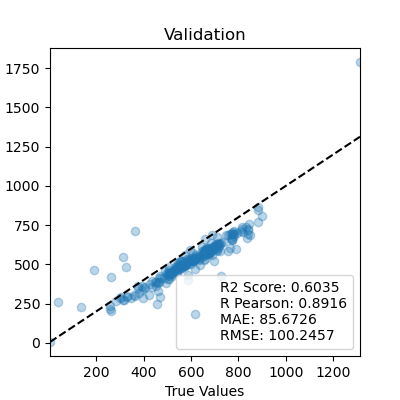 Validation
1750
1500
1250
1000
750
500
250
0
R2 Score: 0.6035
R Pearson: 0.8916
MAE: 85.6726
RMSE: 100.2457
200 400 600 800 1000 1200
True Values